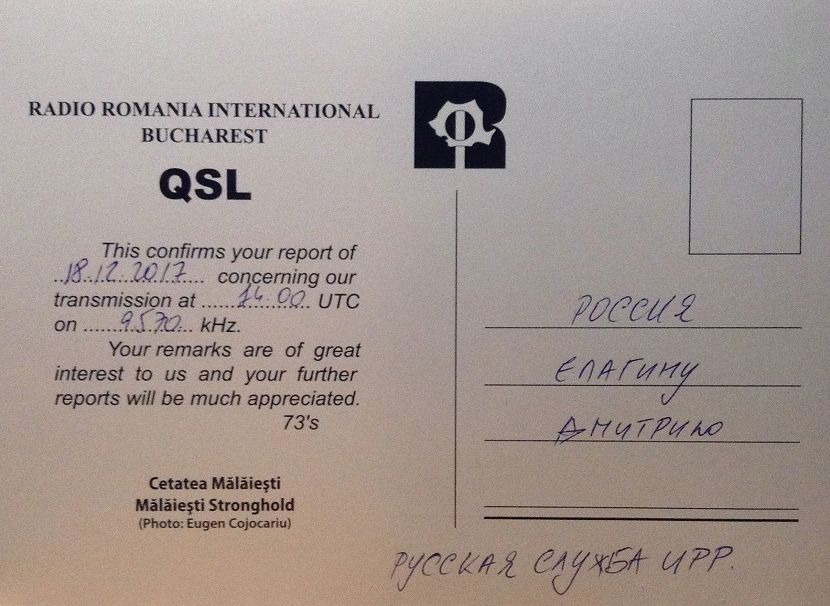 RADIO ROMANIA INTERNATIONAL
BUCHAREST
QSL
This confirms your report of
18.12.2017 concerning our
transmission at 14.00 UTC
on 9570 kHz.
Your remarks are of great
interest to us and your further
reports will be much appreciated.
73's
Cetatea Mălăieşti
Mălăieşti Stronghold
(Photo: Eugen Cojocariu)
R
РОССИЯ
ЕЛАГИНУ
ДМИТРИЮ
РУССКАЯ СЛУЖБА ИРР.